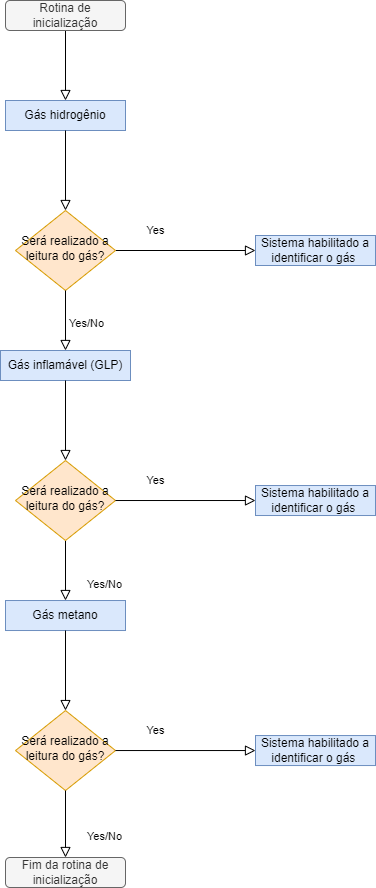 Rotina de
inicialização
Gás hidrogênio
Será realizado a
leitura do gás?
Yes
Sistema habilitado a
identificar o gás
Yes/No
Gás inflamável (GLP)
Será realizado a
leitura do gás?
Yes
Sistema habilitado a
identificar o gás
Yes/No
Gás metano
Será realizado a
leitura do gás?
Yes
Sistema habilitado a
identificar o gás
Yes/No
Fim da rotina de
inicialização